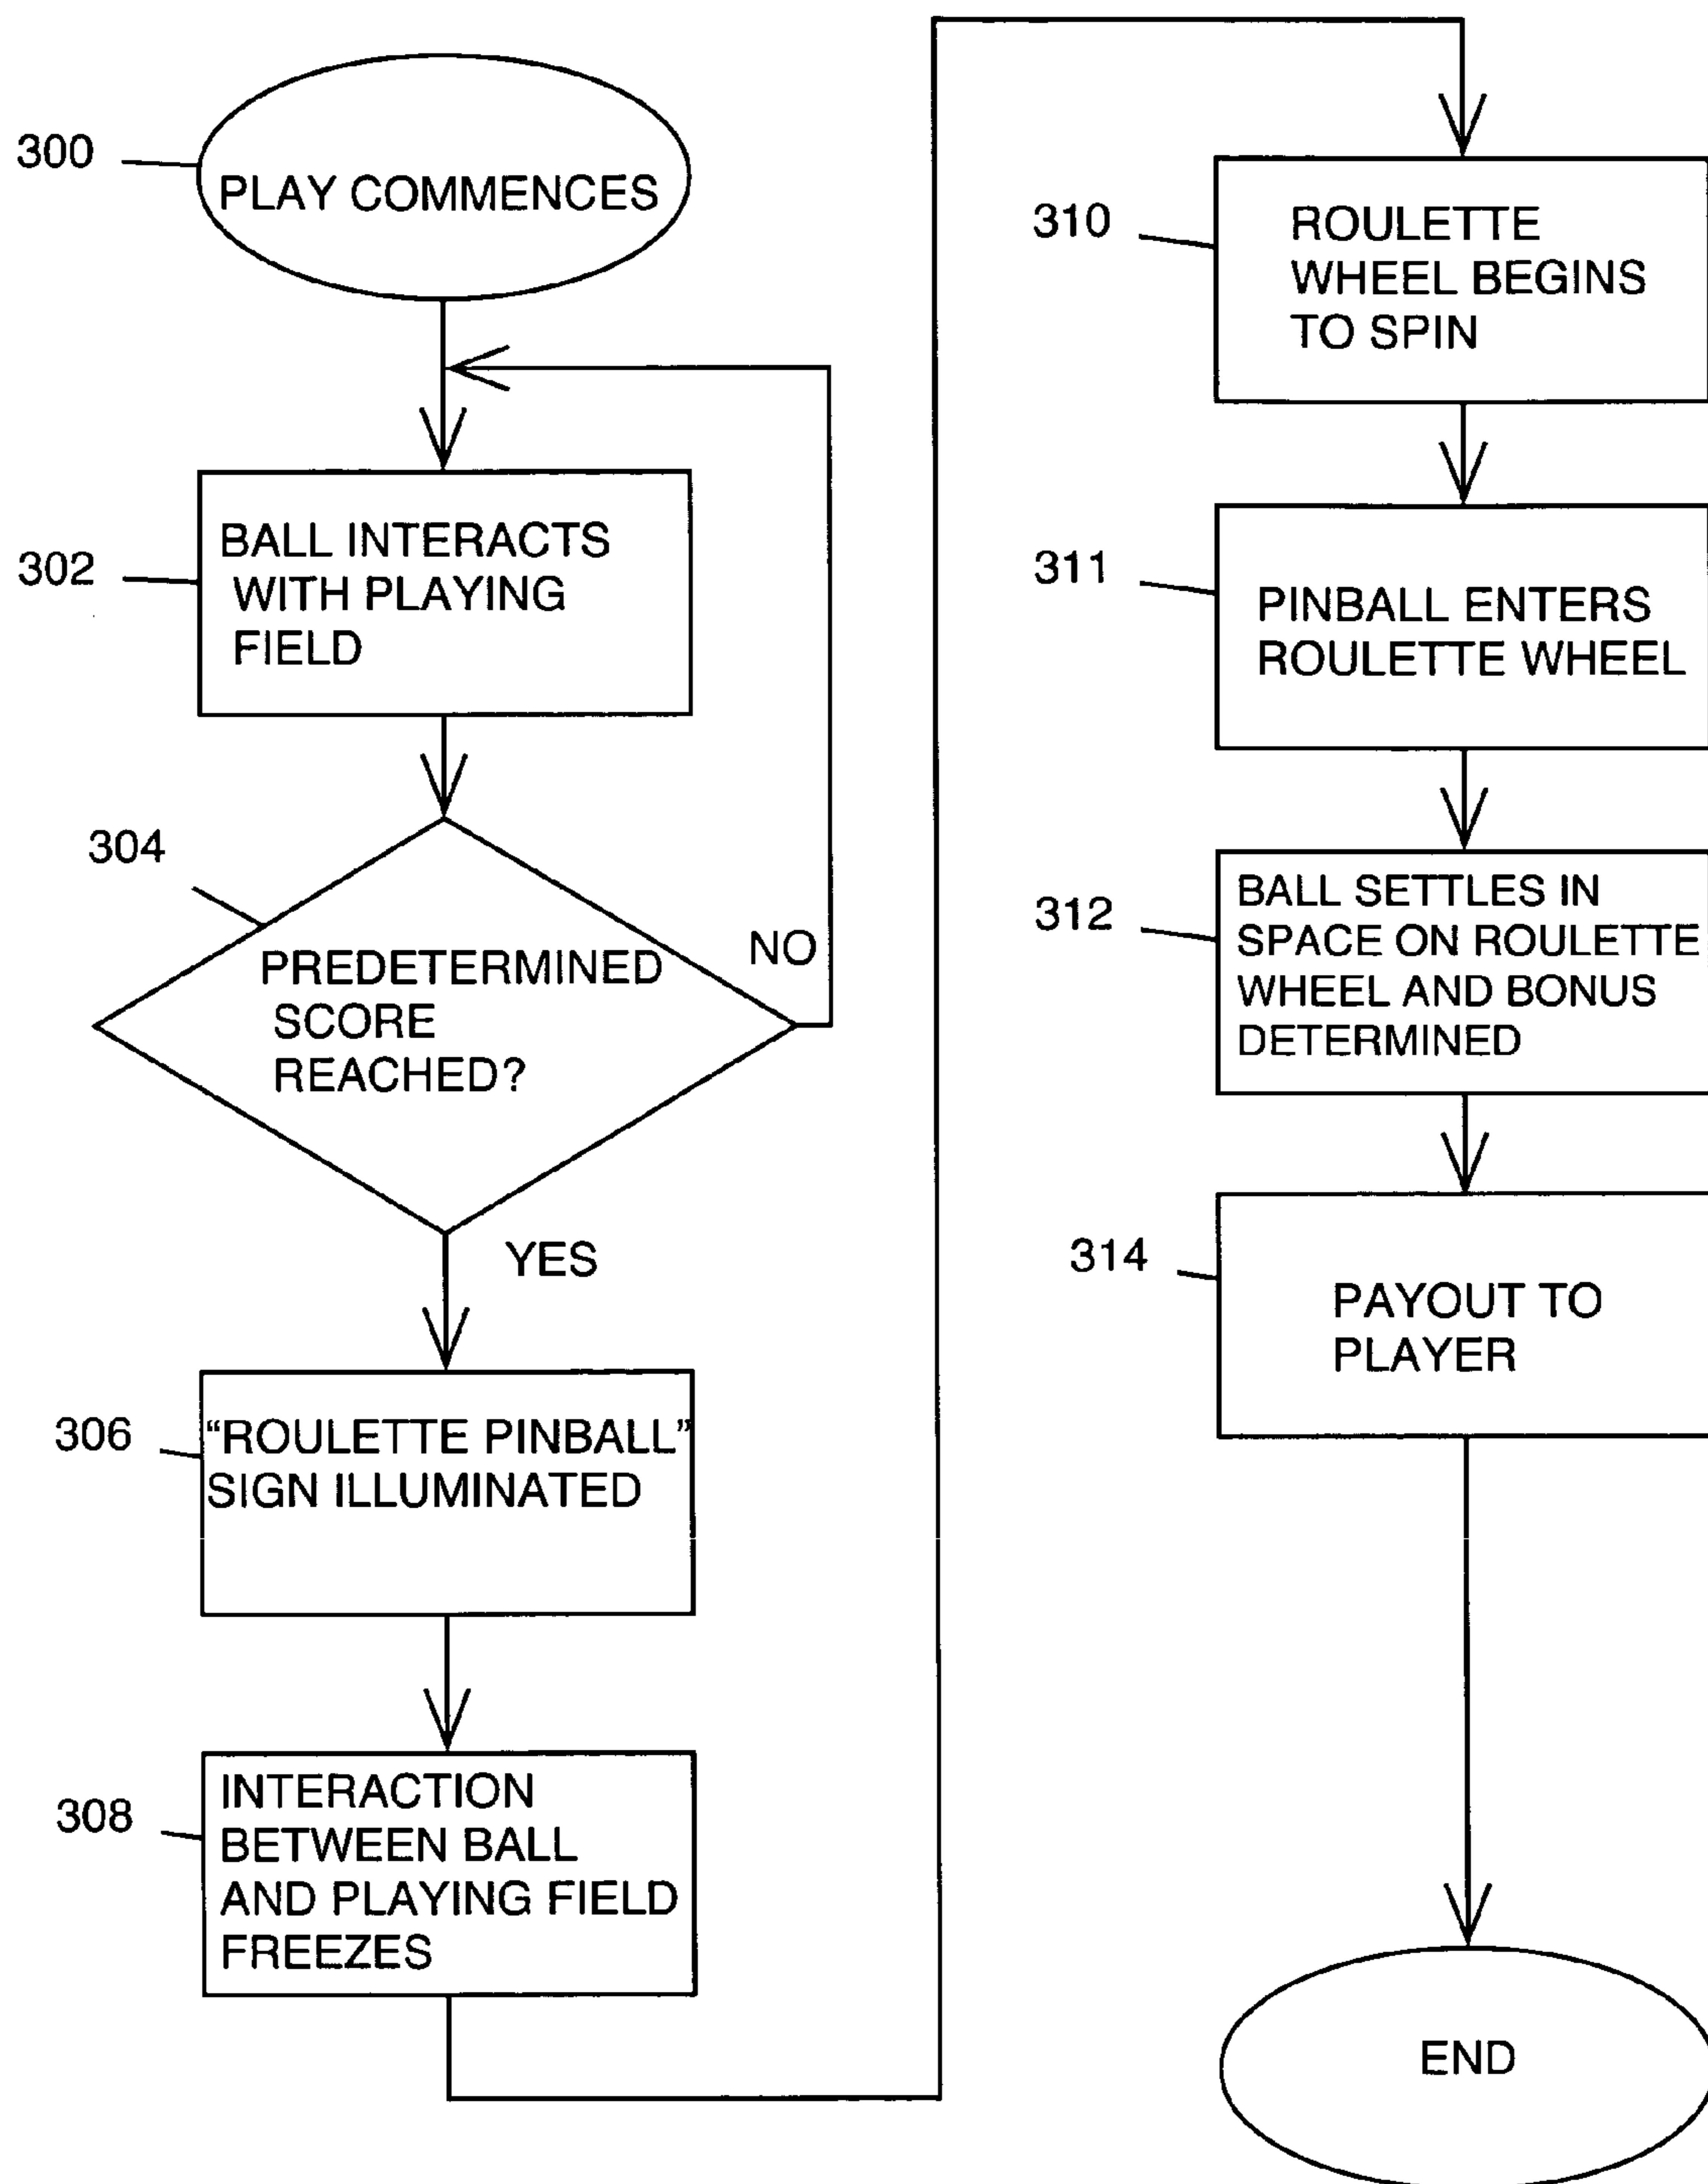 300
PLAY COMMENCES
302
BALL INTERACTS
WITH PLAYING
FIELD
304
PREDETERMINED
SCORE
REACHED?
NO
YES
306
“ROULETTE PINBALL”
SIGN ILLUMINATED
308
INTERACTION
BETWEEN BALL
AND PLAYING FIELD
FREEZES
310
ROULETTE
WHEEL BEGINS
TO SPIN
311
PINBALL ENTERS
ROULETTE WHEEL
312
BALL SETTLES IN
SPACE ON ROULETTE
WHEEL AND BONUS
DETERMINED
314
PAYOUT TO
PLAYER
END